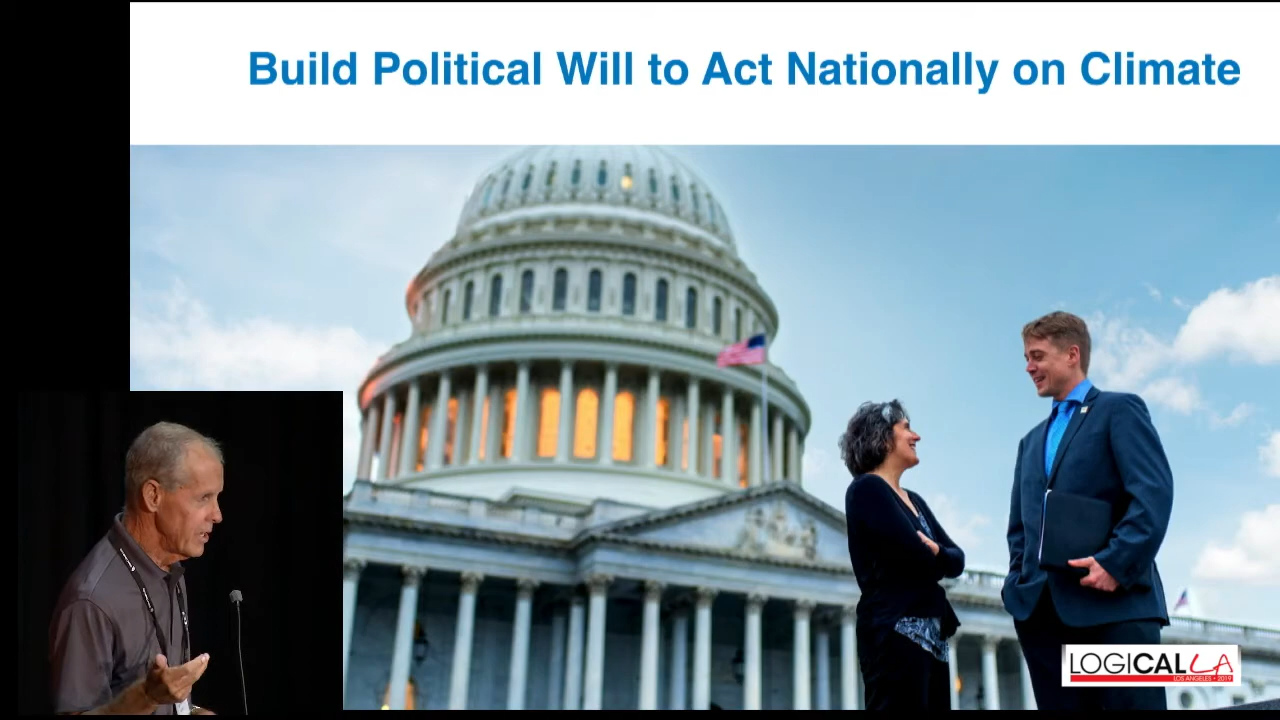 Build Political Will to Act Nationally on Climate
LOGICALLA
LOS ANGELES • 2019